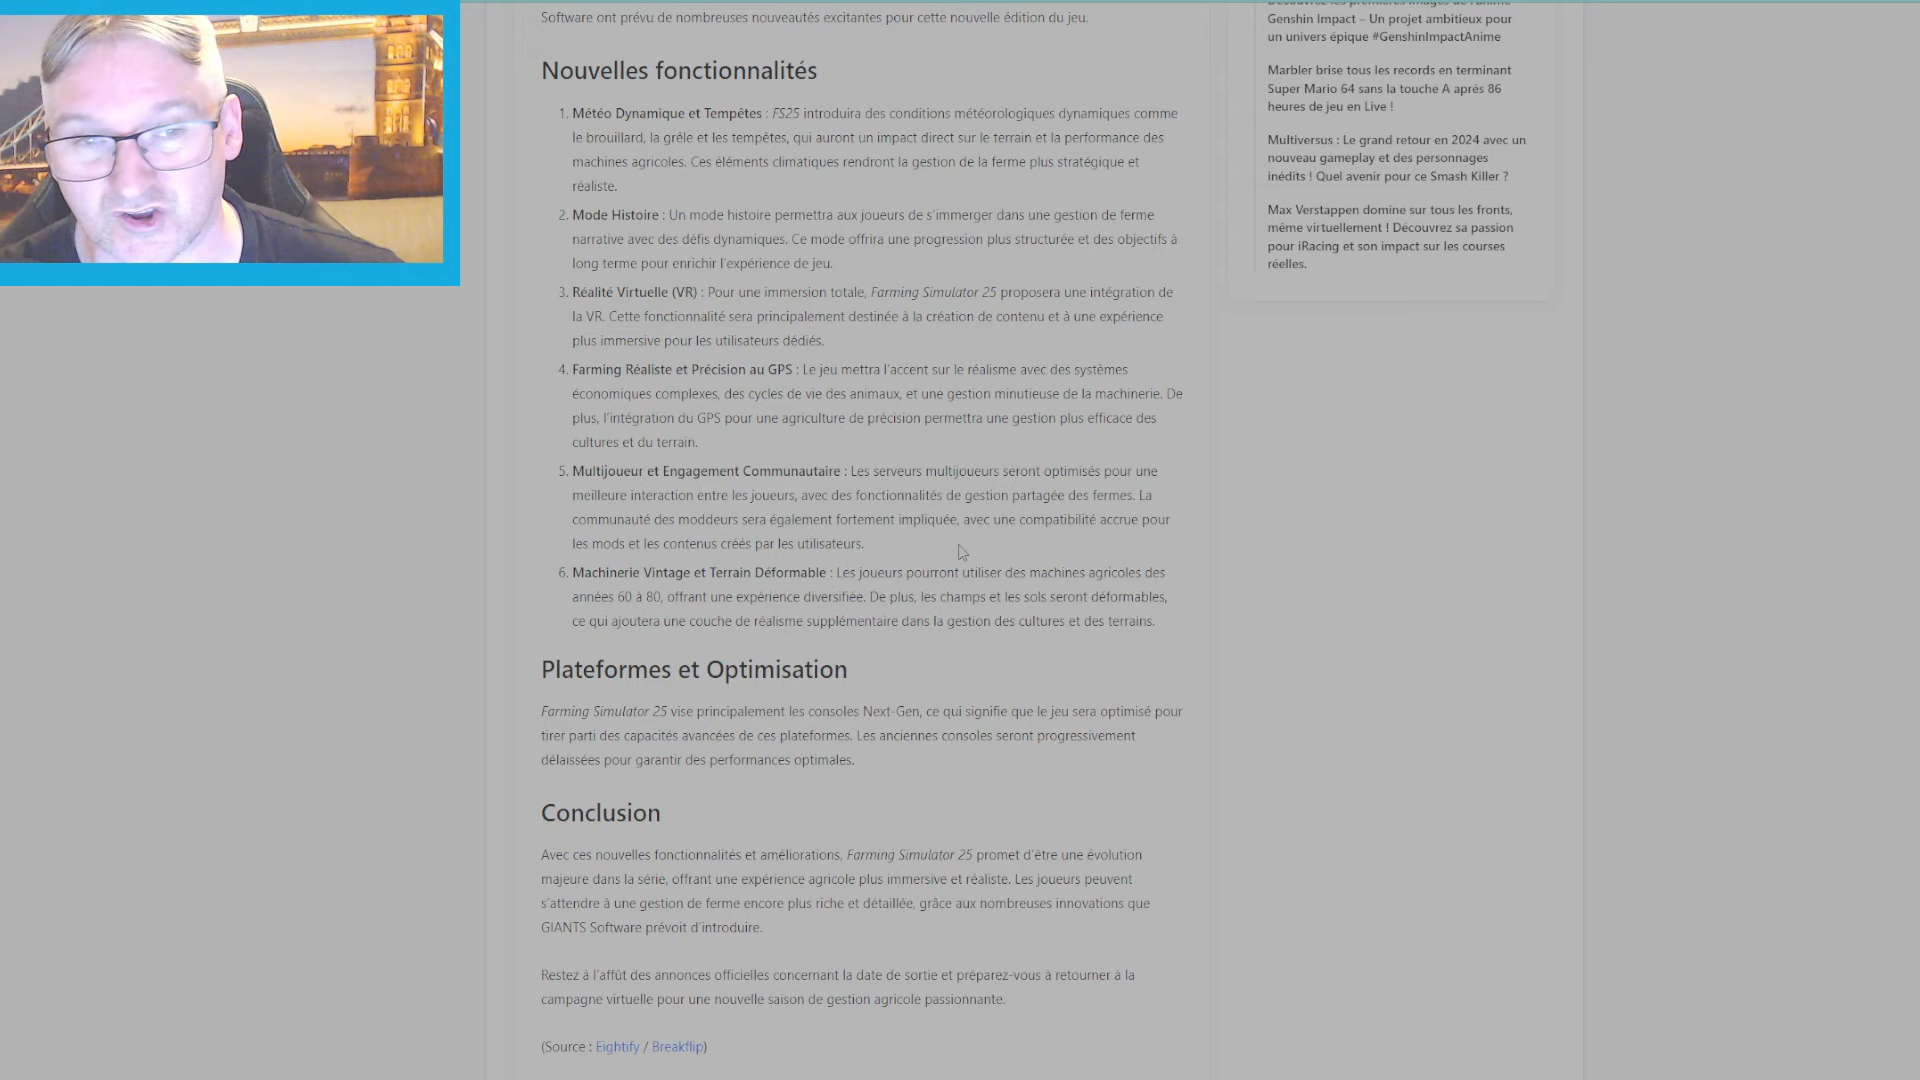 Software ont prévu de nombreuses nouveautés excitantes pour cette nouvelle édition du jeu.
Nouvelles fonctionnalités
1. Météo Dynamique et Tempêtes : FS25 introduira des conditions météorologiques dynamiques comme
le brouillard, la grêle et les tempêtes, qui auront un impact direct sur le terrain et la performance des
machines agricoles. Ces éléments climatiques rendront la gestion de la ferme plus stratégique et
réaliste.
2. Mode Histoire : Un mode histoire permettra aux joueurs de s'immerger dans une gestion de ferme
narrative avec des défis dynamiques. Ce mode offrira une progression plus structurée et des objectifs à
long terme pour enrichir l'expérience de jeu.
3. Réalité Virtuelle (VR) : Pour une immersion totale, Farming Simulator 25 proposera une intégration de
la VR. Cette fonctionnalité sera principalement destinée à la création de contenu et à une expérience
plus immersive pour les utilisateurs dédiés.
4. Farming Réaliste et Précision au GPS : Le jeu mettra l'accent sur le réalisme avec des systèmes
économiques complexes, des cycles de vie des animaux, et une gestion minutieuse de la machinerie. De
plus, l'intégration du GPS pour une agriculture de précision permettra une gestion plus efficace des
cultures et du terrain.
5. Multijoueur et Engagement Communautaire : Les serveurs multijoueurs seront optimisés pour une
meilleure interaction entre les joueurs, avec des fonctionnalités de gestion partagée des fermes. La
communauté des moddeurs sera également fortement impliquée, avec une compatibilité accrue pour
les mods et les contenus créés par les utilisateurs.
6. Machinerie Vintage et Terrain Déformable : Les joueurs pourront utiliser des machines agricoles des
années 60 à 80, offrant une expérience diversifiée. De plus, les champs et les sols seront déformables,
ce qui ajoutera une couche de réalisme supplémentaire dans la gestion des cultures et des terrains.
Plateformes et Optimisation
Farming Simulator 25 vise principalement les consoles Next-Gen, ce qui signifie que le jeu sera optimisé pour
tirer parti des capacités avancées de ces plateformes. Les anciennes consoles seront progressivement
délaissées pour garantir des performances optimales.
Conclusion
Avec ces nouvelles fonctionnalités et améliorations, Farming Simulator 25 promet d'être une évolution
majeure dans la série, offrant une expérience agricole plus immersive et réaliste. Les joueurs peuvent
s'attendre à une gestion de ferme encore plus riche et détaillée, grâce aux nombreuses innovations que
GIANTS Software prévoit d'introduire.
Restez à l'affût des annonces officielles concernant la date de sortie et préparez-vous à retourner à la
campagne virtuelle pour une nouvelle saison de gestion agricole passionnante.
(Source : Eightify / Breakflip)
Découvrez les premières images de l'anime
Genshin Impact – Un projet ambitieux pour
un univers épique #GenshinImpactAnime
Marbler brise tous les records en terminant
Super Mario 64 sans la touche A après 86
heures de jeu en Live !
Multiversus : Le grand retour en 2024 avec un
nouveau gameplay et des personnages
inédits ! Quel avenir pour ce Smash Killer ?
Max Verstappen domine sur tous les fronts,
même virtuellement ! Découvrez sa passion
pour iRacing et son impact sur les courses
réelles.